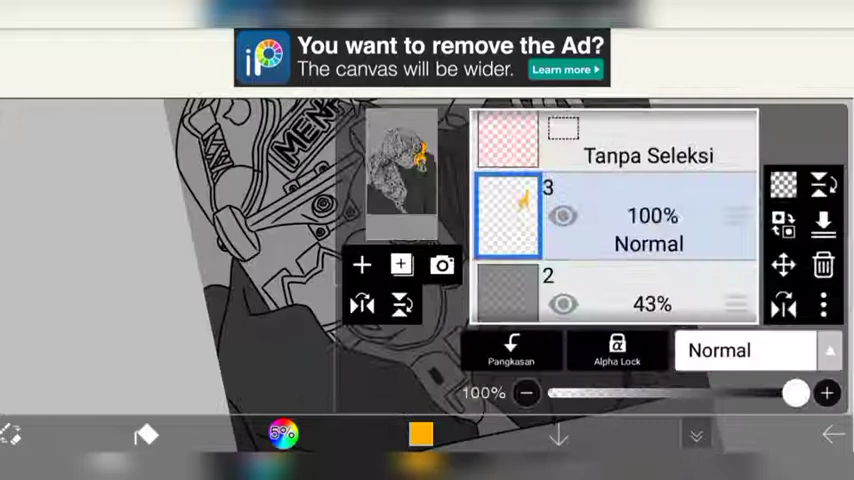 iP
You want to remove the Ad?
The canvas will be wider.
Learn more
Tanpa Seleksi
3
100%
Normal
2
43%
Pangkasan
α
Alpha Lock
Normal
100%
5%